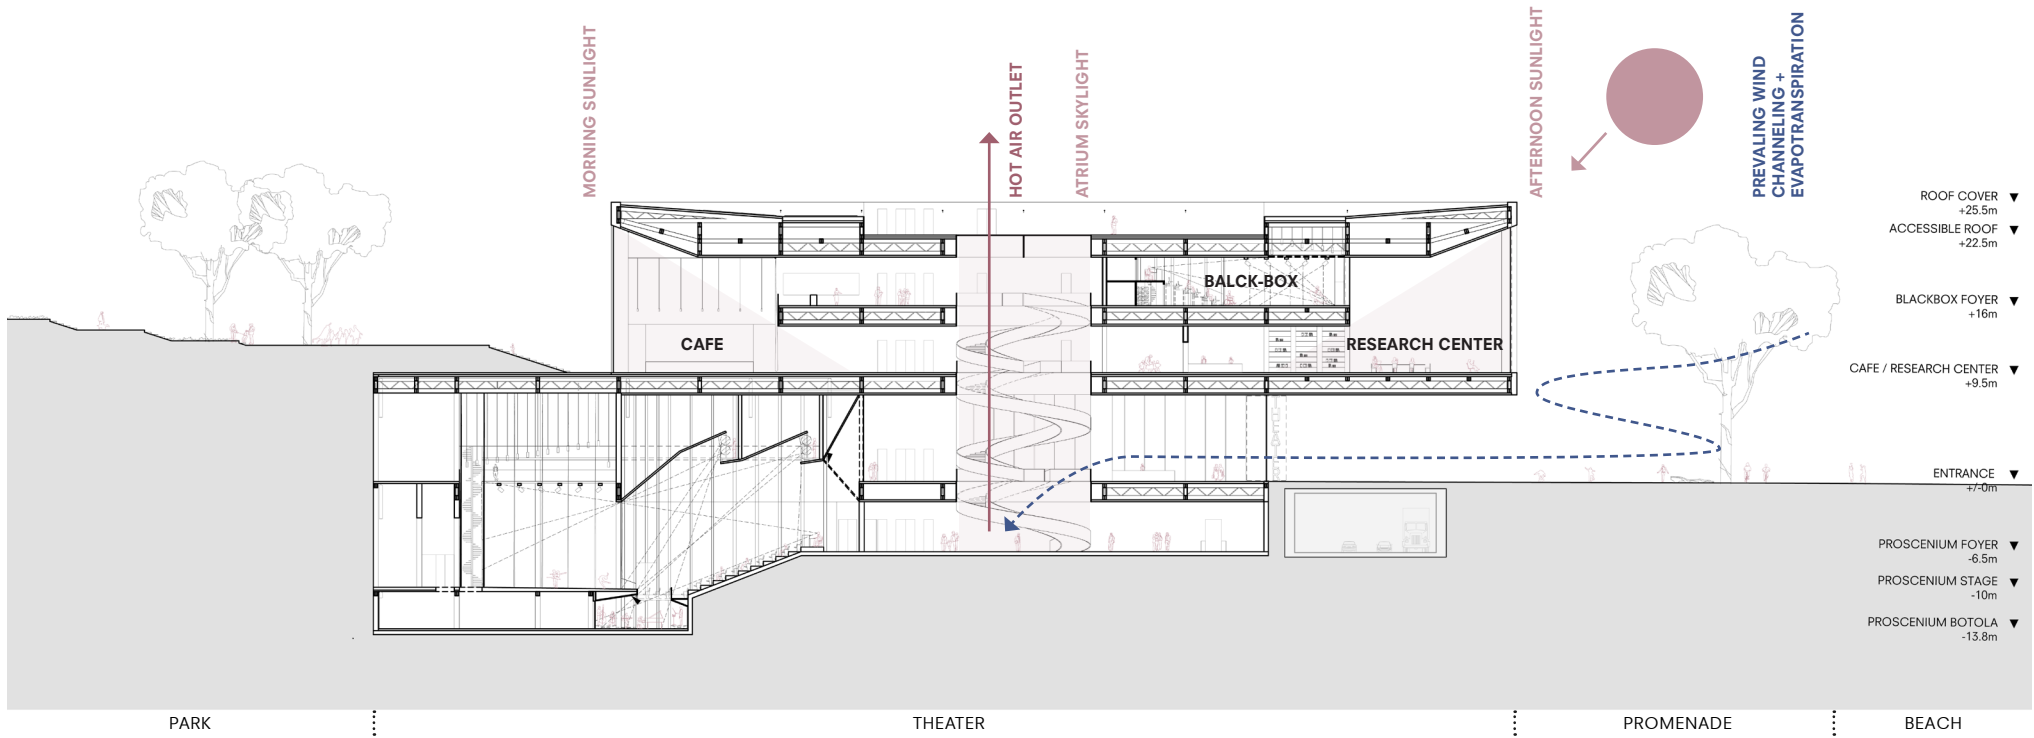 MORNING SUNLIGHT
HOT AIR OUTLET
ATRIUM SKYLIGHT
AFTERNOON SUNLIGHT
PREVALING WIND
CHANNELING +
EVAPOTRANSPIRATION
ROOF COVER
+25.5m
ACCESSIBLE ROOF
+22.5m
BALCK-BOX
BLACKBOX FOYER
+16m
CAFE
RESEARCH CENTER
CAFE / RESEARCH CENTER
+9.5m
ENTRANCE
+/-0m
PROSCENIUM FOYER
-6.5m
PROSCENIUM STAGE
-10m
PROSCENIUM BOTOLA
-13.8m
PARK
THEATER
PROMENADE
BEACH